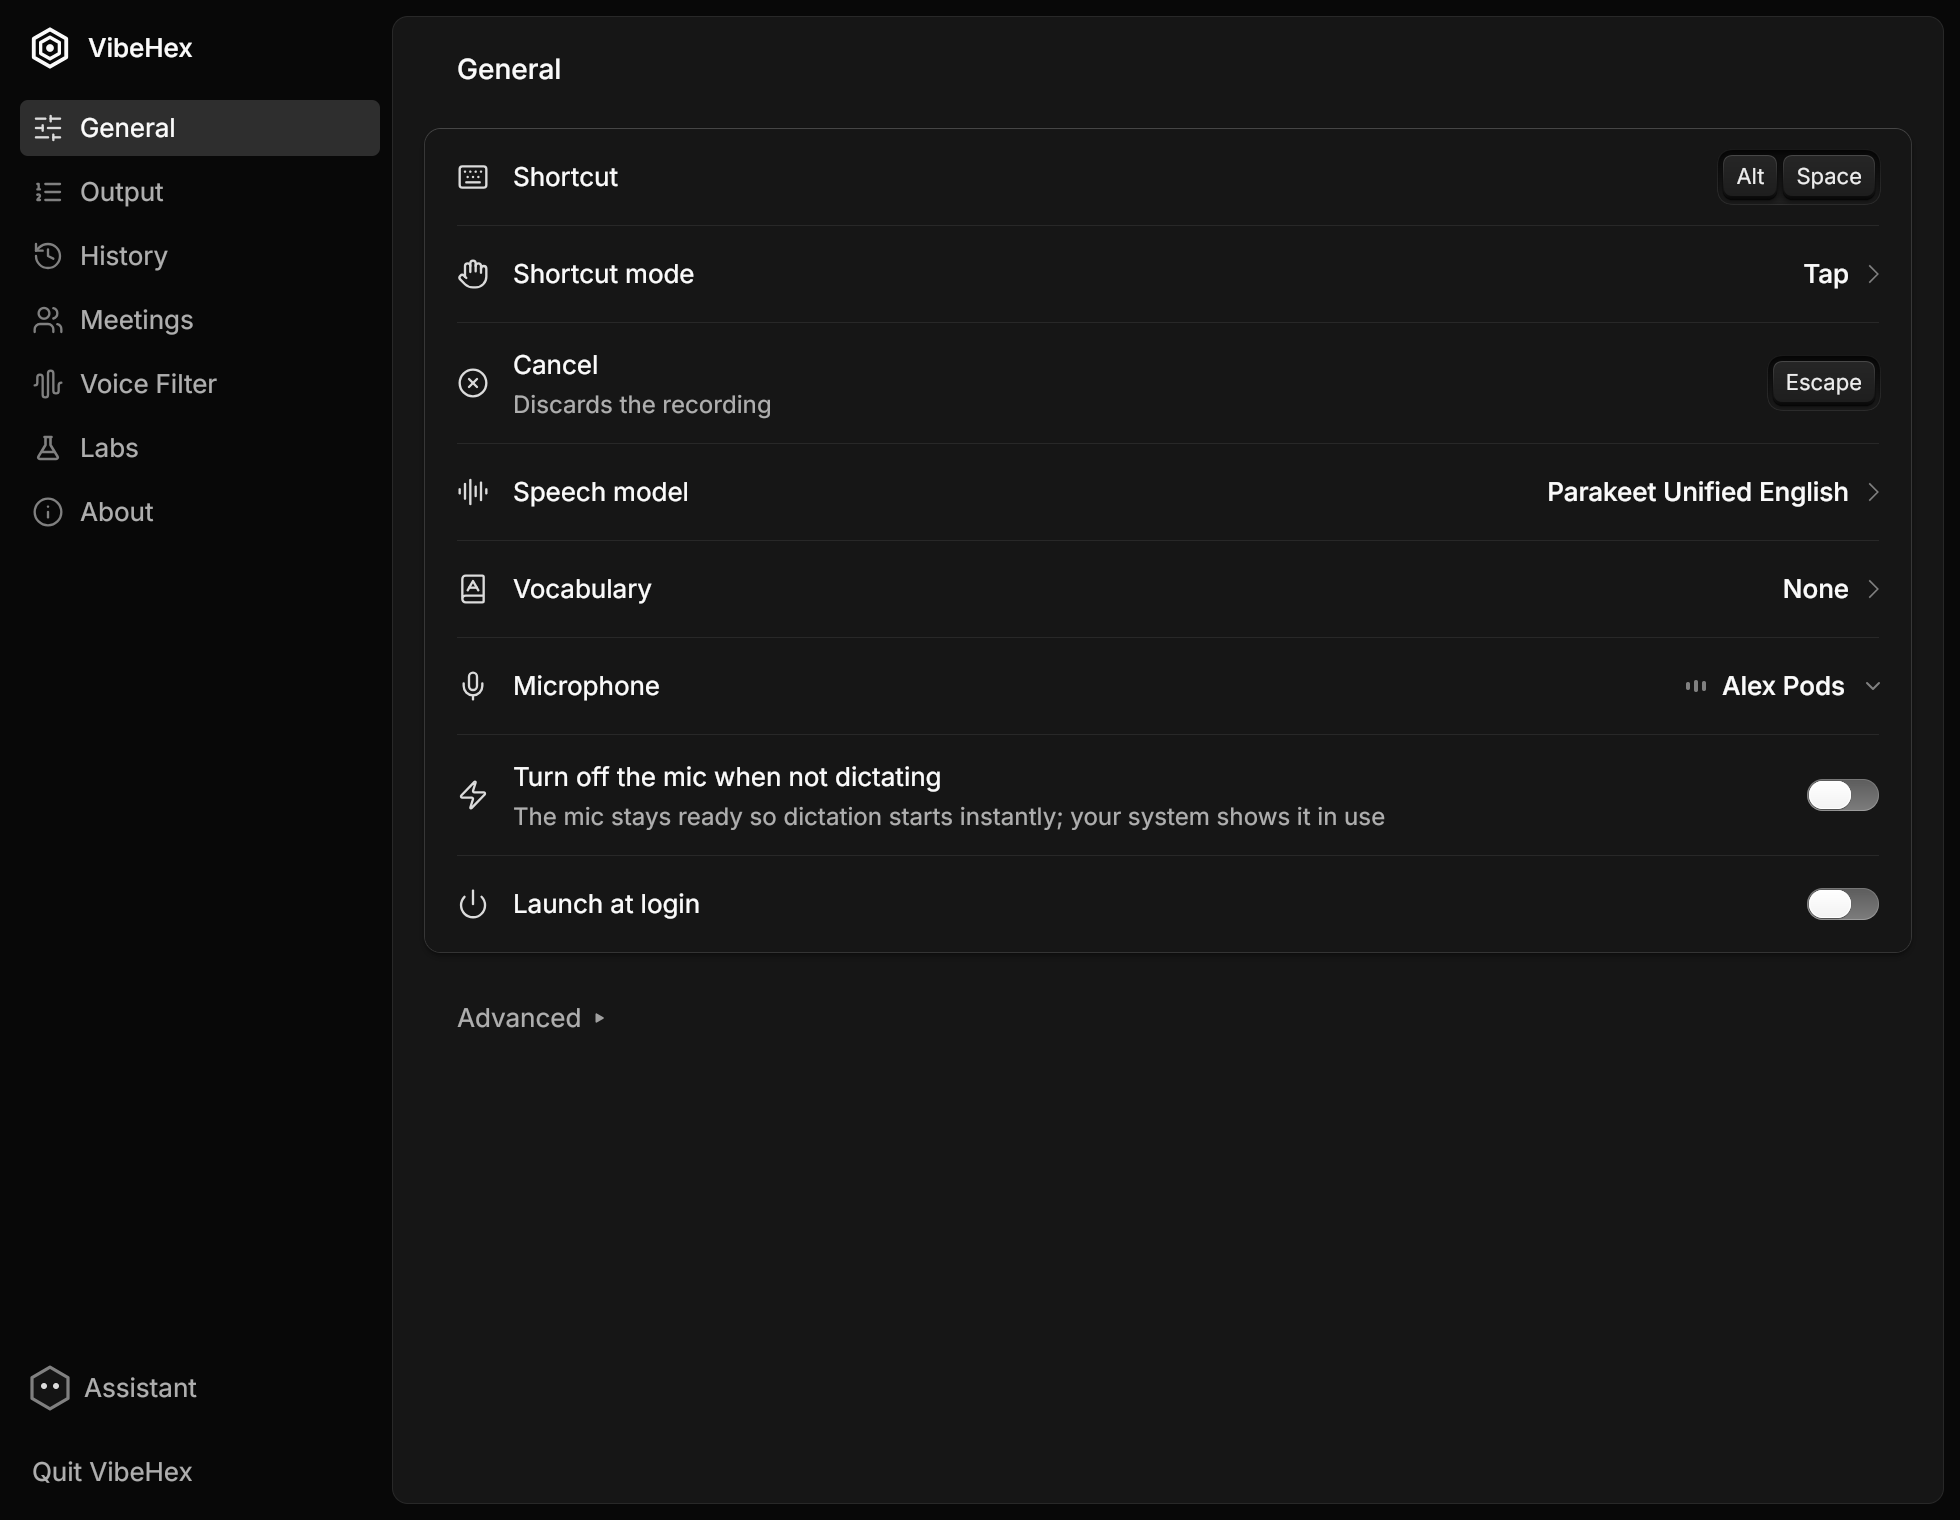 VibeHex
General
Output
History
Meetings
Voice Filter
Labs
About
Assistant
Quit VibeHex
General
Shortcut
Alt Space
Shortcut mode
Tap
Cancel
Discards the recording
Escape
Speech model
Parakeet Unified English
Vocabulary
None
Microphone
Alex Pods
Turn off the mic when not dictating
The mic stays ready so dictation starts instantly; your system shows it in use
Launch at login
Advanced